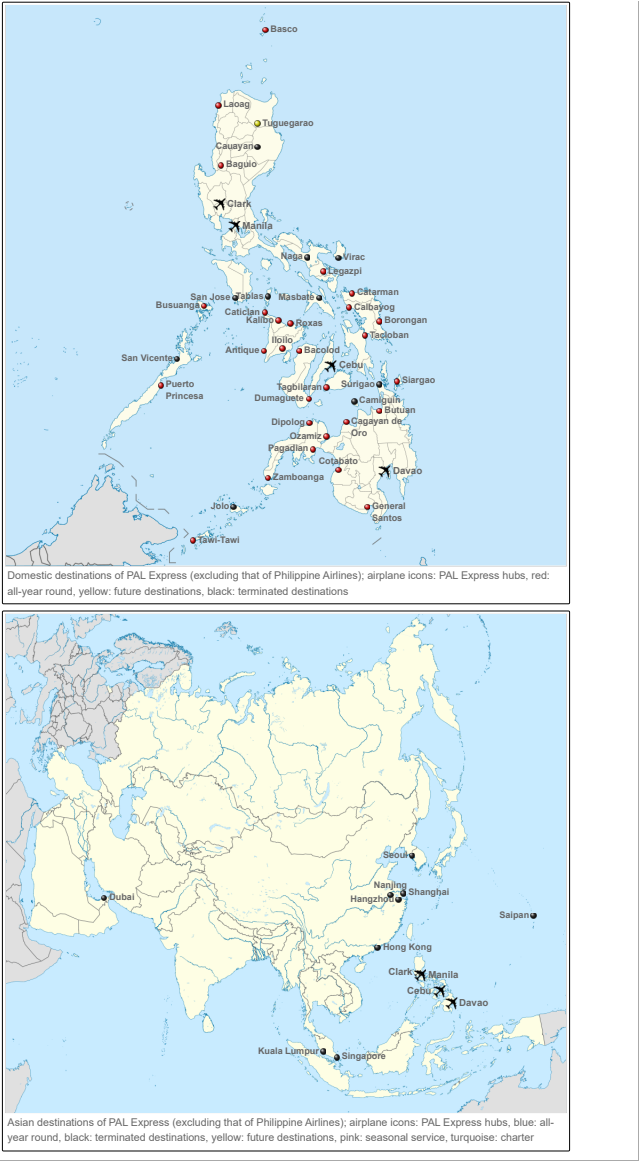 Basco
Laoag
Tuguegarao
Cauayan
Baguio
Clark
Manila
Naga
Virac
Legazpi
San Jose
Tablas
Masbate
Catarman
Busuanga
Calbayog
Caticlan
Kalibo
Roxas
Borongan
Tacloban
Iloilo
Antique
Bacolod
San Vicente
Cebu
Puerto
Princesa
Tagbilaran
Surigao
Siargao
Dumaguete
Camiguin
Butuan
Dipolog
Cagayan de
Oro
Ozamiz
Pagadian
Cotabato
Davao
Zamboanga
Jolo
General
Santos
Tawi-Tawi
Domestic destinations of PAL Express (excluding that of Philippine Airlines); airplane icons: PAL Express hubs, red:
all-year round, yellow: future destinations, black: terminated destinations
Seoul
Nanjing
Shanghai
Hangzhou
Dubai
Saipan
Hong Kong
Clark
Manila
Cebu
Davao
Kuala Lumpur
Singapore
Asian destinations of PAL Express (excluding that of Philippine Airlines); airplane icons: PAL Express hubs, blue: all-
year round, black: terminated destinations, yellow: future destinations, pink: seasonal service, turquoise: charter